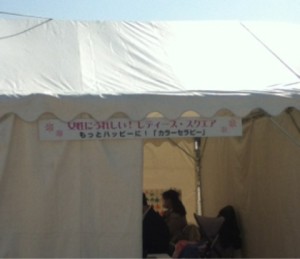 女性にうれしい！レディース・スクエア
もっとハッピーに！「カラーセラピー」